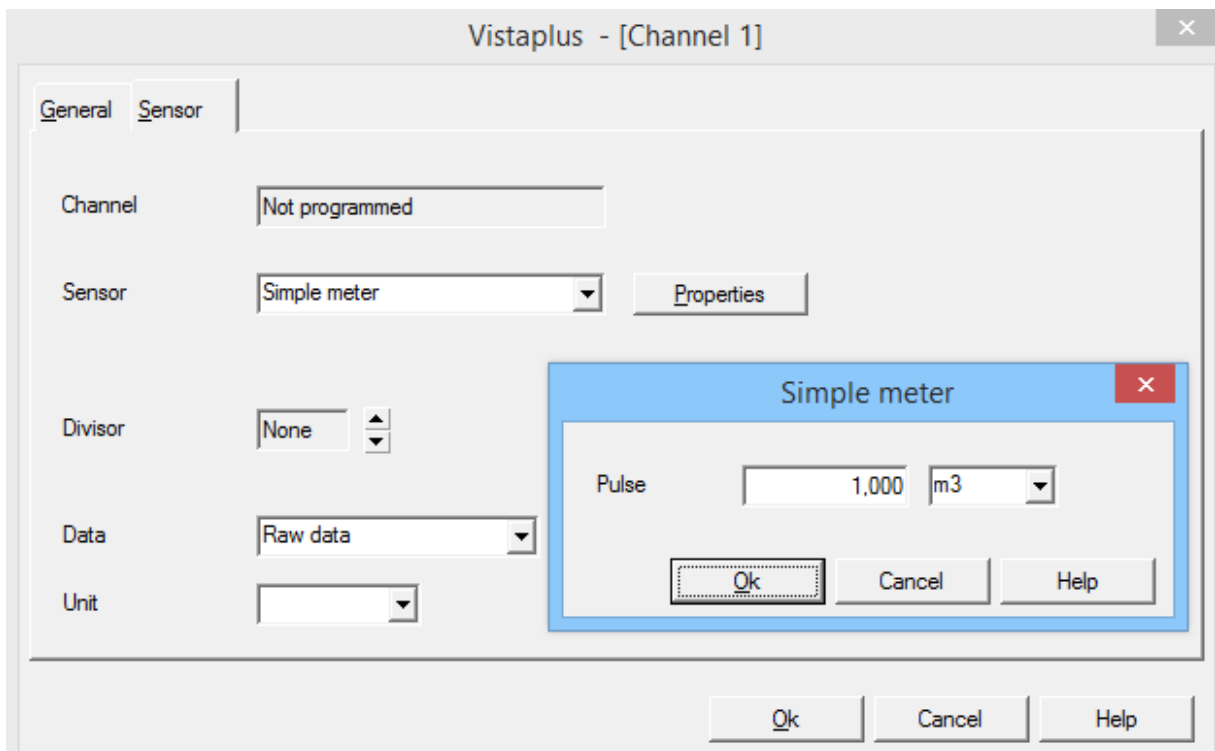 Vistaplus - [Channel 1]
General Sensor
Channel Not programmed
Sensor Simple meter Properties
Simple meter
Divisor None
Pulse 1,000 m3
Data Raw data
Ok Cancel Help
Unit
Ok Cancel Help